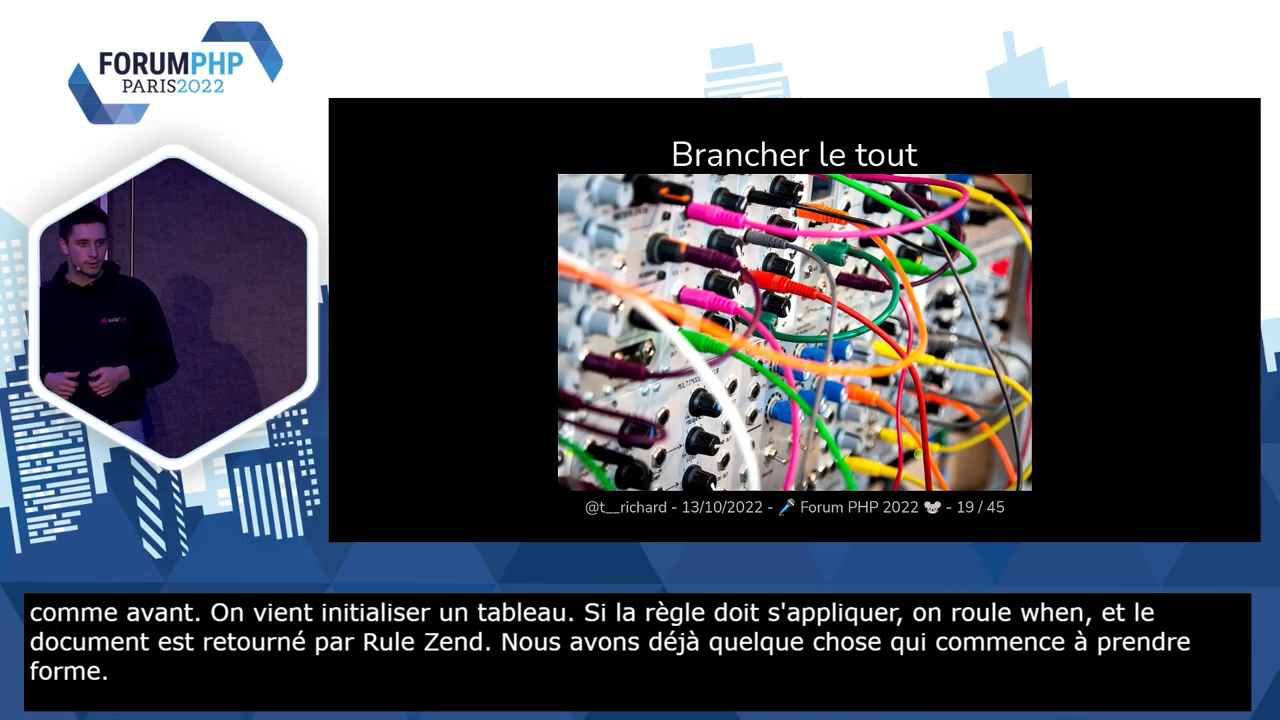 FORUMPHP
PARIS2022
Brancher le tout
@t__richard - 13/10/2022 - 🎤 Forum PHP 2022 🐭 - 19 / 45
comme avant. On vient initialiser un tableau. Si la règle doit s'appliquer, on roule when, et le
document est retourné par Rule Zend. Nous avons déjà quelque chose qui commence à prendre
forme.